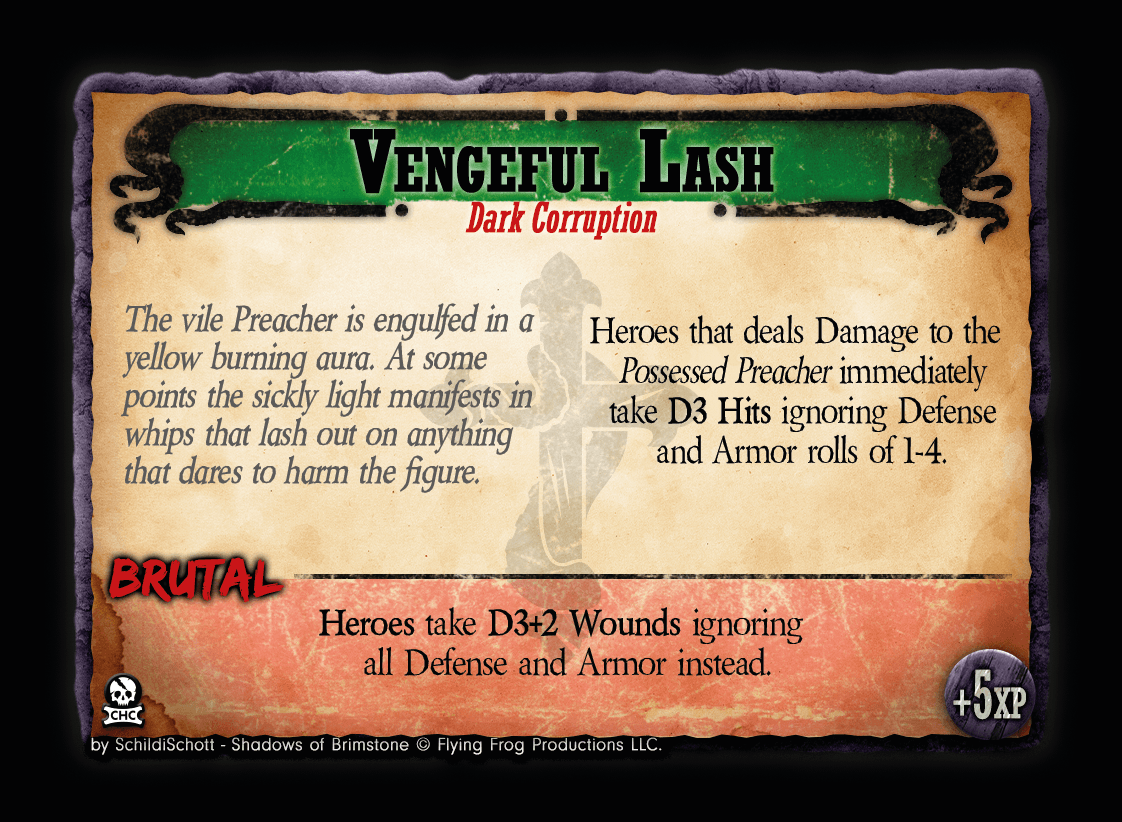 Vengeful Lash
Dark Corruption
The vile Preacher is engulfed in a
yellow burning aura. At some
points the sickly light manifests in
whips that lash out on anything
that dares to harm the figure.
Heroes that deals Damage to the
Possessed Preacher immediately
take D3 Hits ignoring Defense
and Armor rolls of 1-4.
BRUTAL
Heroes take D3+2 Wounds ignoring
all Defense and Armor instead.
CHC
+5XP
by SchildiSchott - Shadows of Brimstone © Flying Frog Productions LLC.